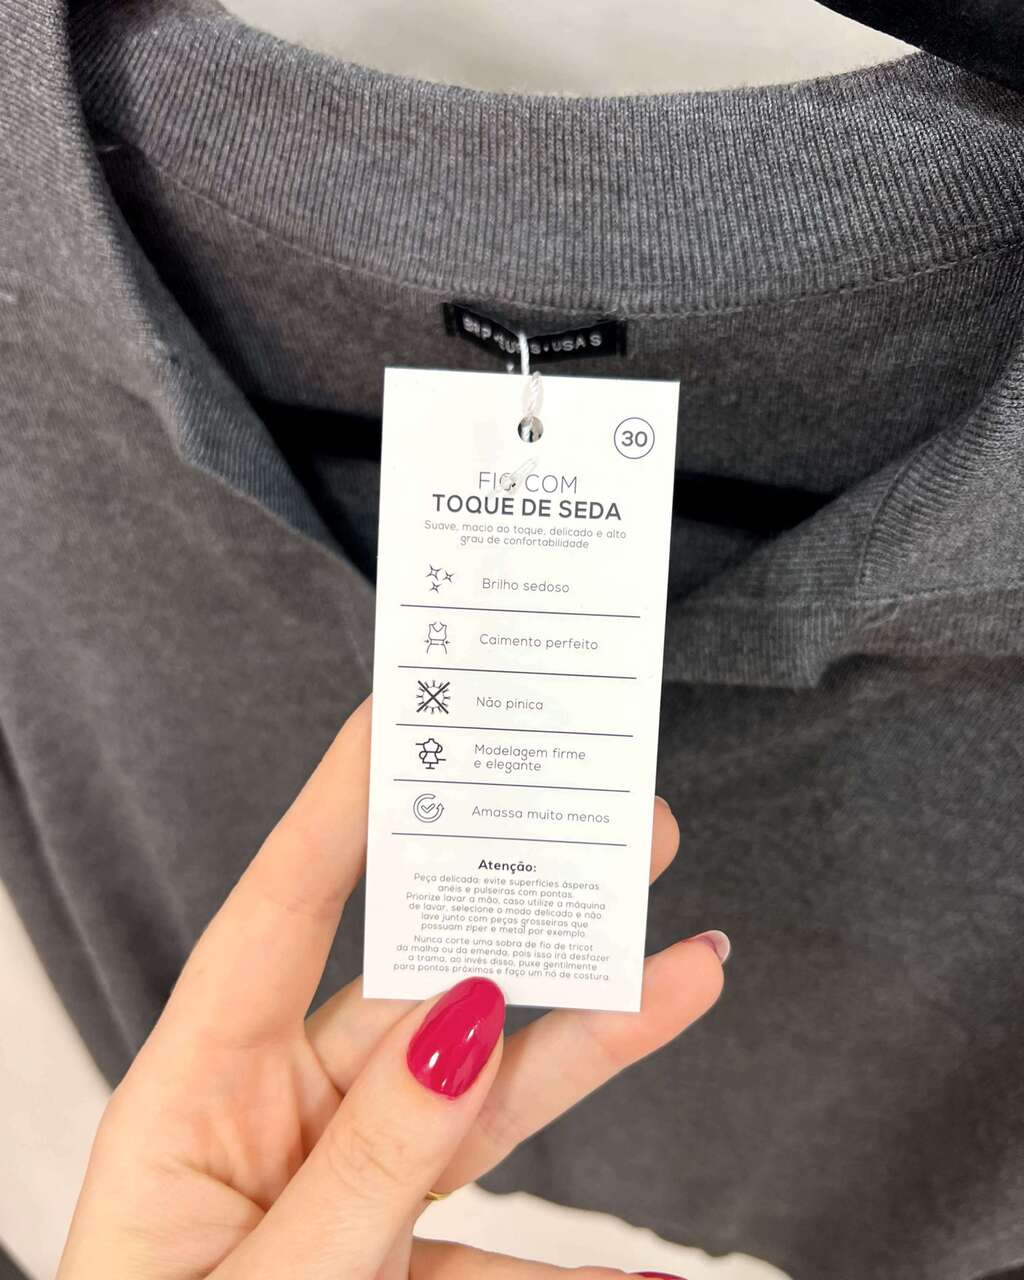 USA S
30
FIO COM
TOQUE DE SEDA
Suave, macio ao toque, delicado e alto
grau de confortabilidade
Brilho sedoso
Caimento perfeito
Não pinica
Modelagem firme
e elegante
Amassa muito menos
Atenção:
Peça delicada: evite superfícies ásperas
anéis e pulseiras com pontas.
Priorize lavar a mão, caso utilize a máquina
de lavar, selecione o modo delicado e não
lave junto com peças grosseiras que
possuam zíper e metal por exemplo.
Nunca corte uma sobra de fio de tricot
da malha ou da emenda, pois isso irá desfazer
a trama, ao invés disso, puxe gentilmente
para pontos próximos e faço um nó de costura.